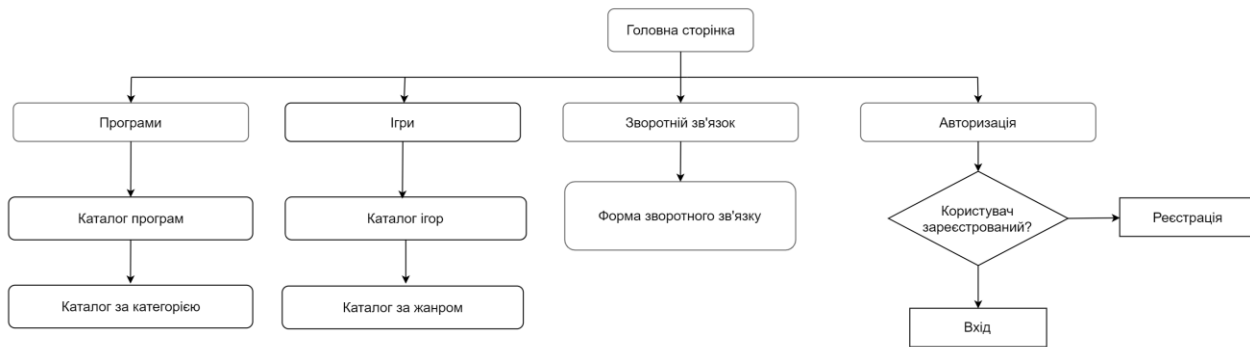 Головна сторінка
Програми
Ігри
Зворотній зв'язок
Авторизація
Каталог програм
Каталог ігор
Форма зворотного зв'язку
Користувач
зареєстрований?
Реєстрація
Каталог за категорією
Каталог за жанром
Вхід